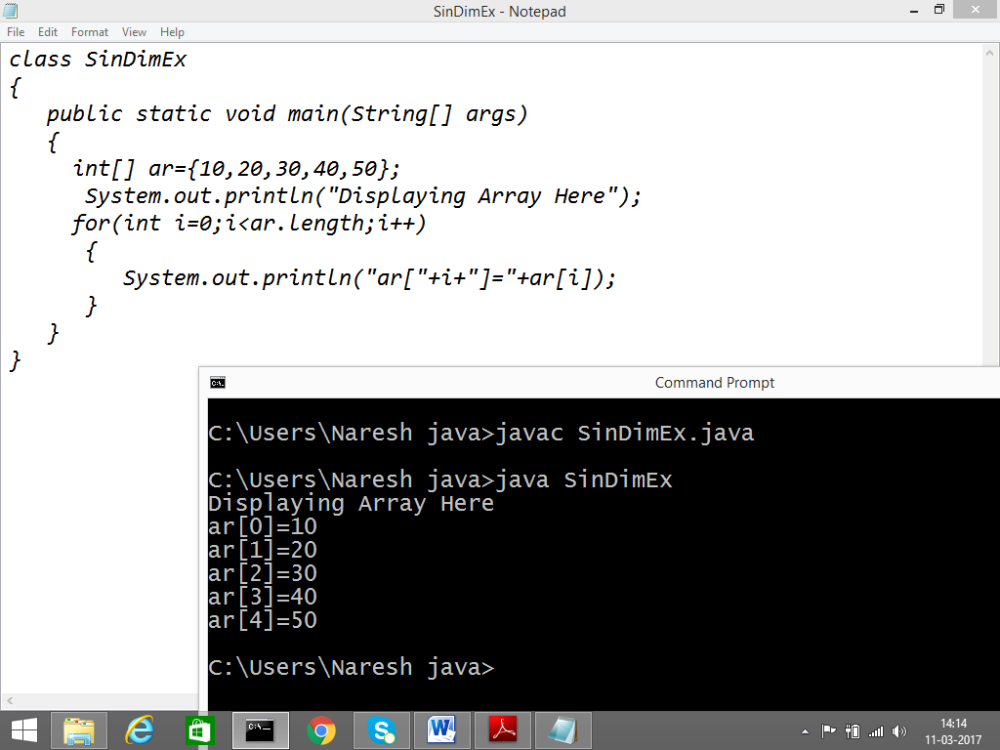 SinDimEx - Notepad
File Edit Format View Help
class SinDimEx
{
public static void main(String[] args)
{
int[] ar={10,20,30,40,50};
System.out.println("Displaying Array Here");
for(int i=0;i<ar.length;i++)
{
System.out.println("ar["+i+"]="+ar[i]);
}
}
}
Command Prompt
C:\Users\Naresh java>javac SinDimEx.java
C:\Users\Naresh java>java SinDimEx
Displaying Array Here
ar[0]=10
ar[1]=20
ar[2]=30
ar[3]=40
ar[4]=50
C:\Users\Naresh java>
14:14
11-03-2017